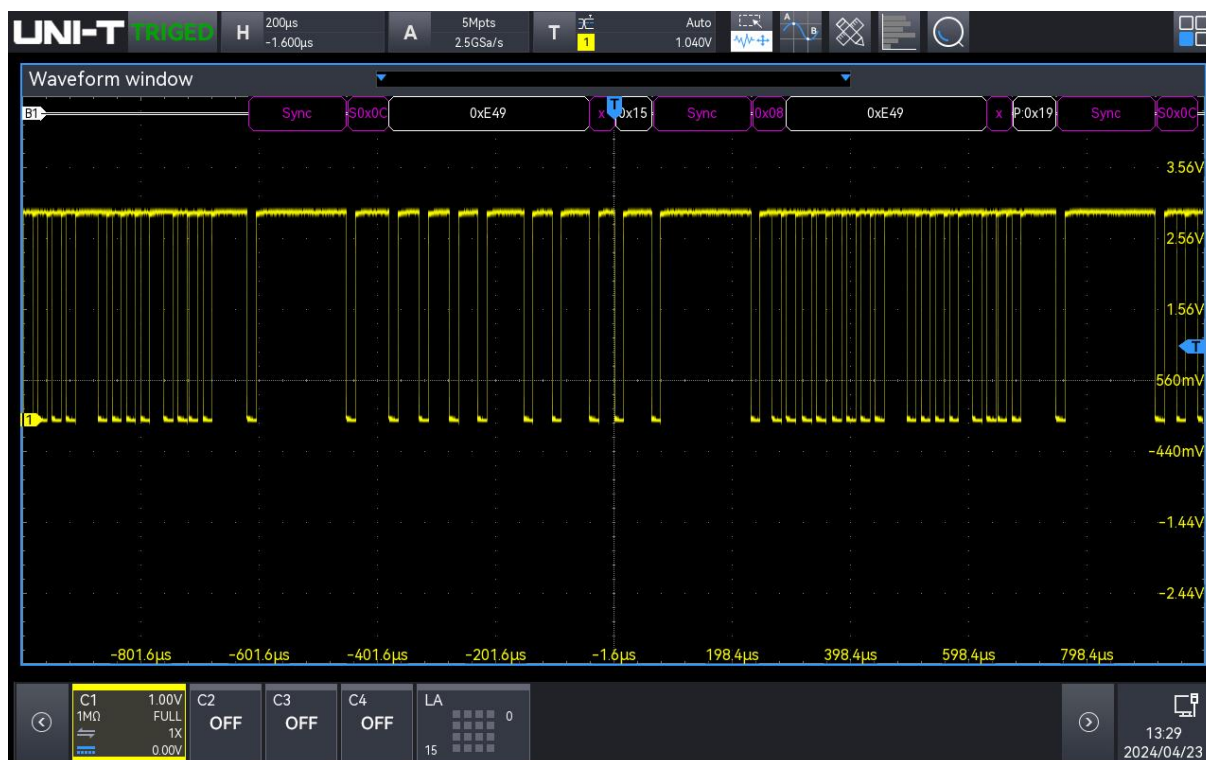 UNI-T TRIGED H 200μs -1.600μs A 5Mpts 2.5GSa/s T 1 Auto 1.040V
Waveform window
B1 Sync S0x0C 0xE49 x 0x15 Sync 0x08 0xE49 x P:0x19 Sync S0x0C
T
3.56V
2.56V
1.56V
T
560mV
1
-440mV
-1.44V
-2.44V
-801.6μs -601.6μs -401.6μs -201.6μs -1.6μs 198.4μs 398.4μs 598.4μs 798.4μs
C1 1.00V C2 C3 C4 LA
1MΩ FULL OFF OFF OFF 0
1X
0.00V 15
13:29
2024/04/23